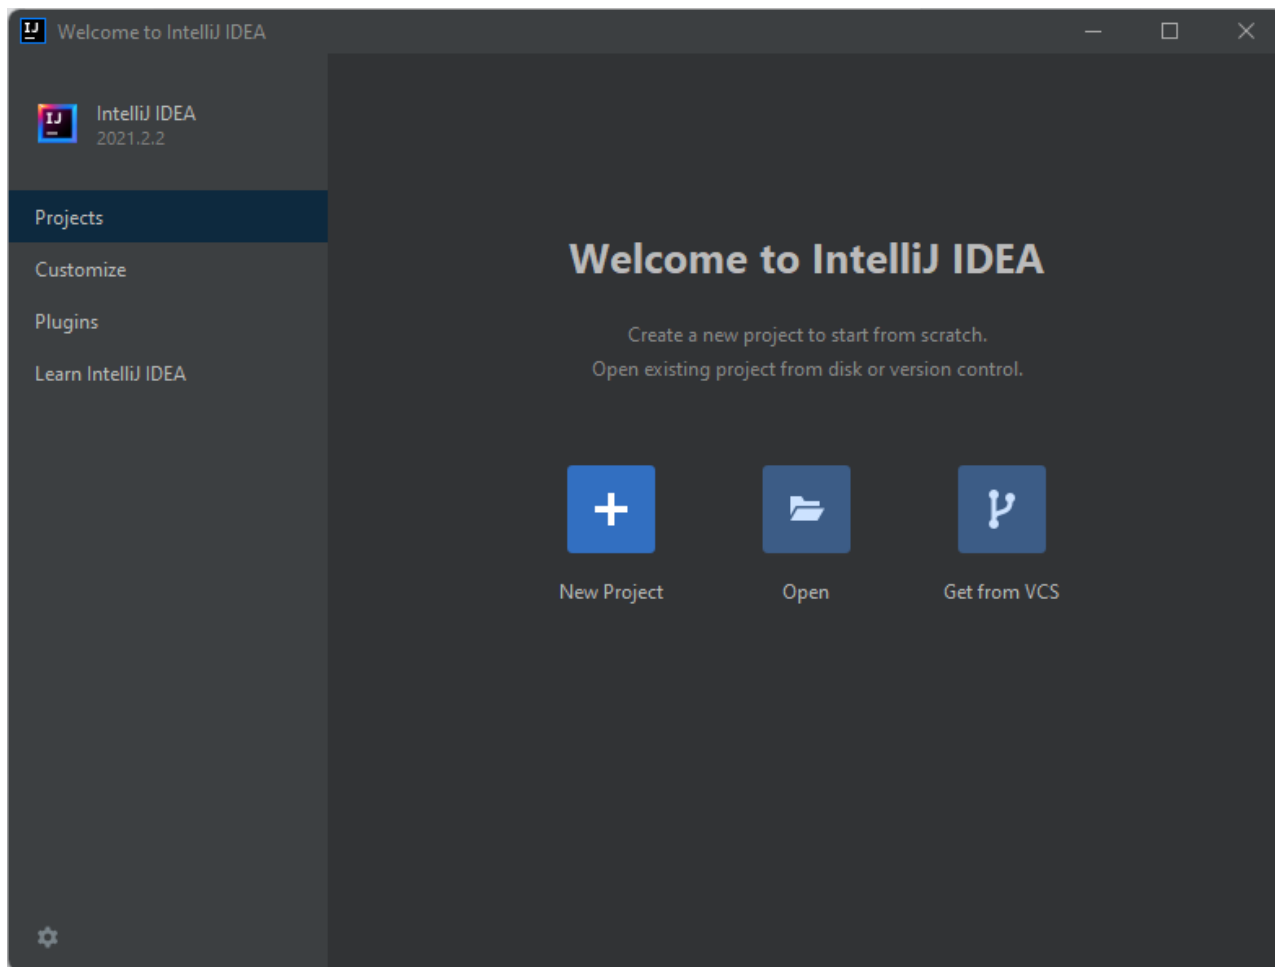 Welcome to IntelliJ IDEA
IntelliJ IDEA
2021.2.2
Projects
Customize
Plugins
Learn IntelliJ IDEA
Welcome to IntelliJ IDEA
Create a new project to start from scratch.
Open existing project from disk or version control.
New Project
Open
Get from VCS